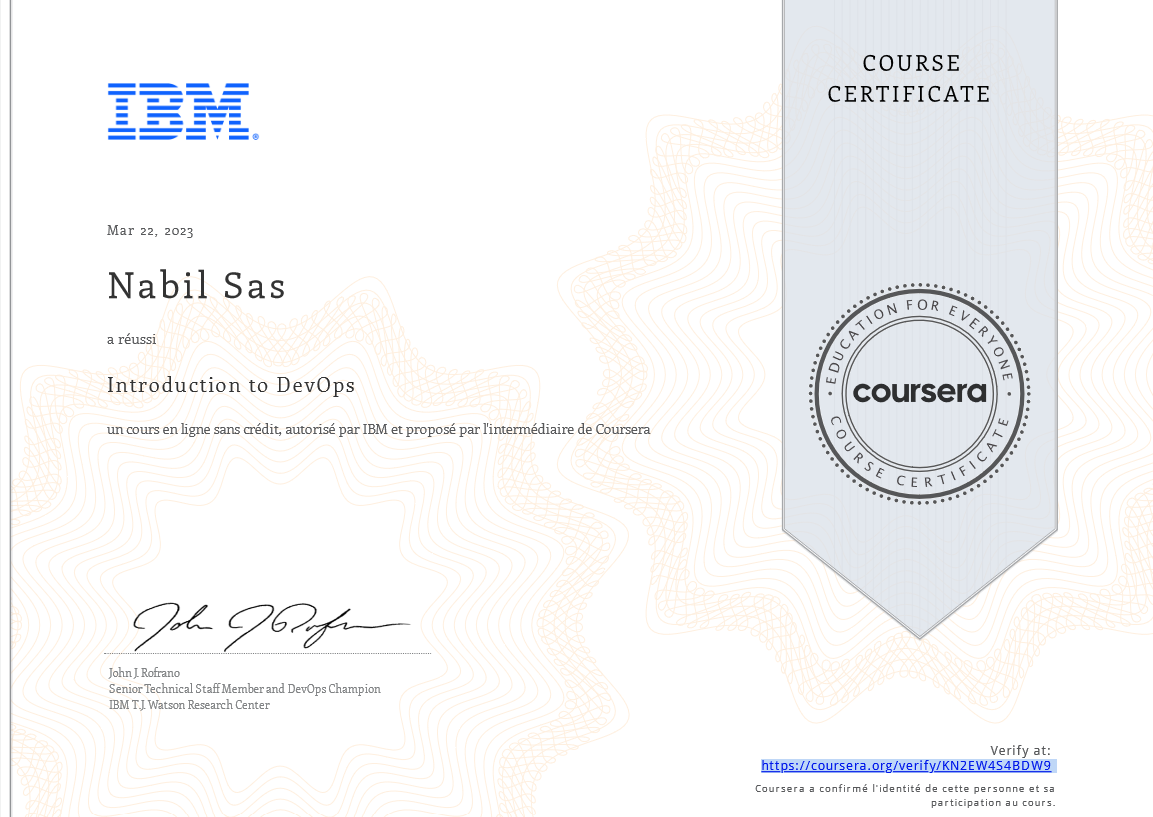 IBM®
COURSE
CERTIFICATE
Mar 22, 2023
Nabil Sas
a réussi
Introduction to DevOps
un cours en ligne sans crédit, autorisé par IBM et proposé par l'intermédiaire de Coursera
EDUCATION FOR EVERYONE
coursera
COURSE CERTIFICATE
John J Rofrano
John J. Rofrano
Senior Technical Staff Member and DevOps Champion
IBM T.J. Watson Research Center
Verify at:
https://coursera.org/verify/KN2EW4S4BDW9
Coursera a confirmé l'identité de cette personne et sa
participation au cours.